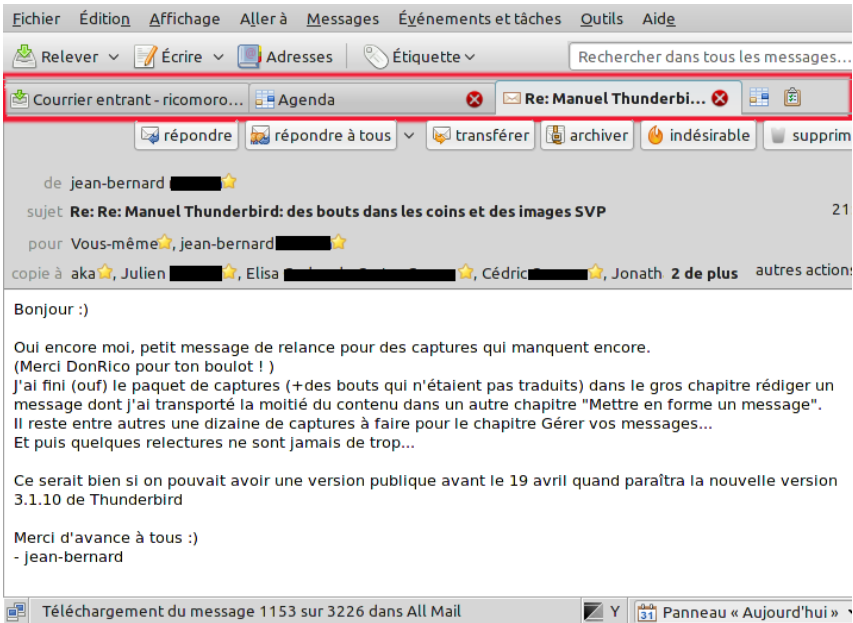 Fichier Édition Affichage Aller à Messages Événements et tâches Outils Aide
Relever Écrire Adresses Étiquette Rechercher dans tous les messages...
Courrier entrant - ricomoro... Agenda Re: Manuel Thunderbi...
répondre répondre à tous transférer archiver indésirable supprim
de jean-bernard
sujet Re: Re: Manuel Thunderbird: des bouts dans les coins et des images SVP 21
pour Vous-même, jean-bernard
copie à aka, Julien , Elisa , Cédric , Jonath 2 de plus autres actions
Bonjour :)
Oui encore moi, petit message de relance pour des captures qui manquent encore.
(Merci DonRico pour ton boulot ! )
J'ai fini (ouf) le paquet de captures (+des bouts qui n'étaient pas traduits) dans le gros chapitre rédiger un
message dont j'ai transporté la moitié du contenu dans un autre chapitre "Mettre en forme un message".
Il reste entre autres une dizaine de captures à faire pour le chapitre Gérer vos messages...
Et puis quelques relectures ne sont jamais de trop...
Ce serait bien si on pouvait avoir une version publique avant le 19 avril quand paraîtra la nouvelle version
3.1.10 de Thunderbird
Merci d'avance à tous :)
- jean-bernard
Téléchargement du message 1153 sur 3226 dans All Mail Y 31 Panneau « Aujourd'hui »